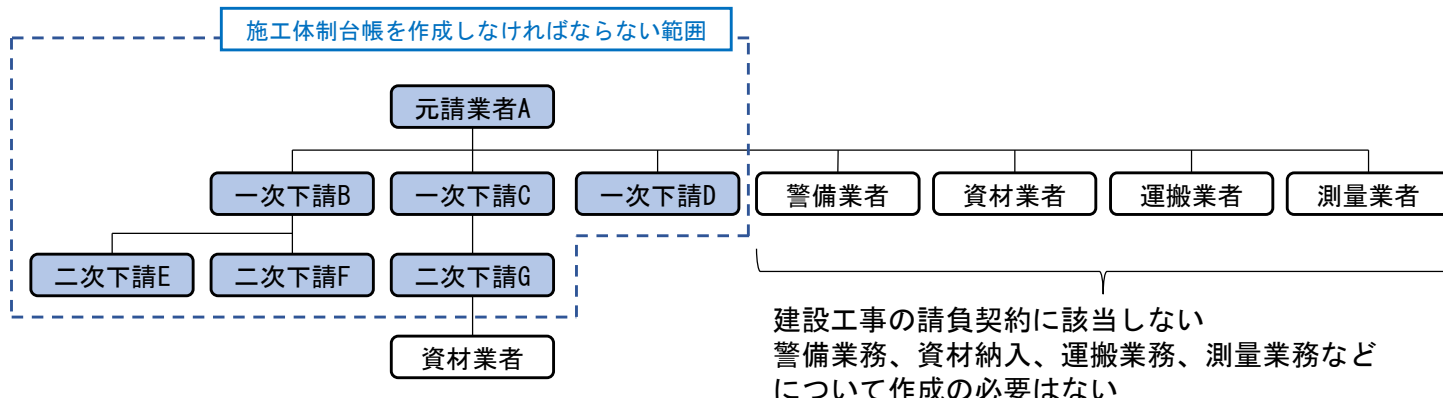 施工体制台帳を作成しなければならない範囲
元請業者A
一次下請B
一次下請C
一次下請D
警備業者
資材業者
運搬業者
測量業者
二次下請E
二次下請F
二次下請G
資材業者
建設工事の請負契約に該当しない
警備業務、資材納入、運搬業務、測量業務など
について作成の必要はない